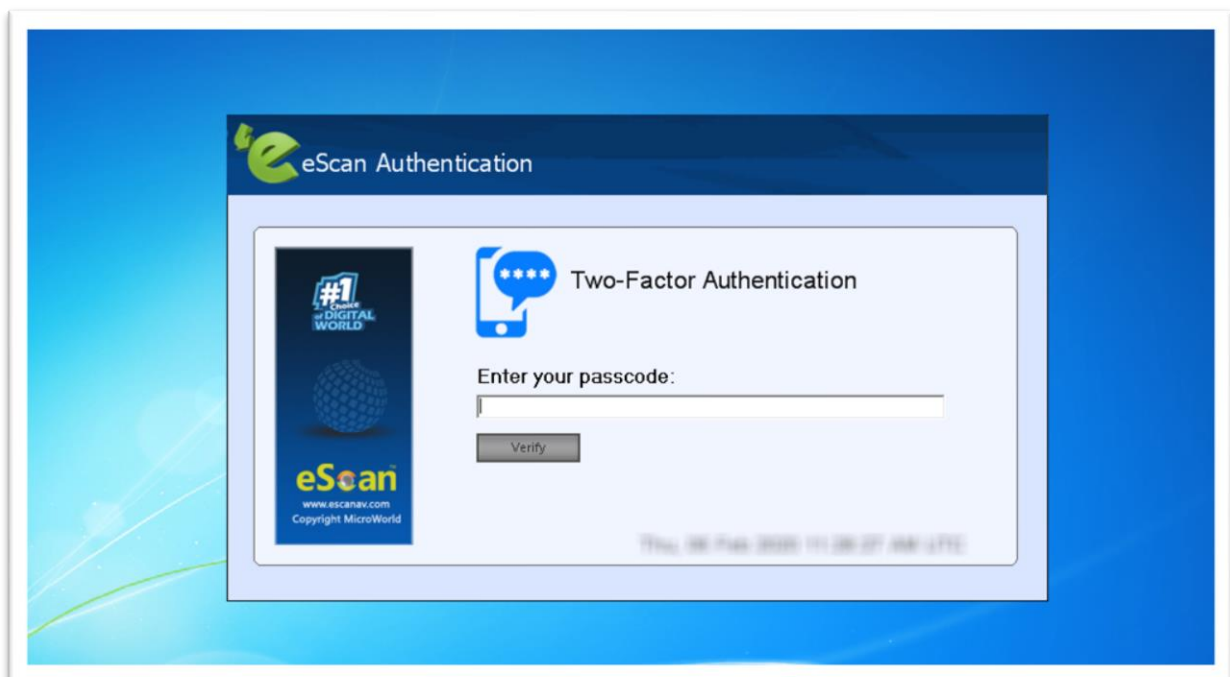 eScan Authentication
#1
Choice
of DIGITAL
WORLD
eScan
www.escanav.com
Copyright MicroWorld
****
Two-Factor Authentication
Enter your passcode:
Verify